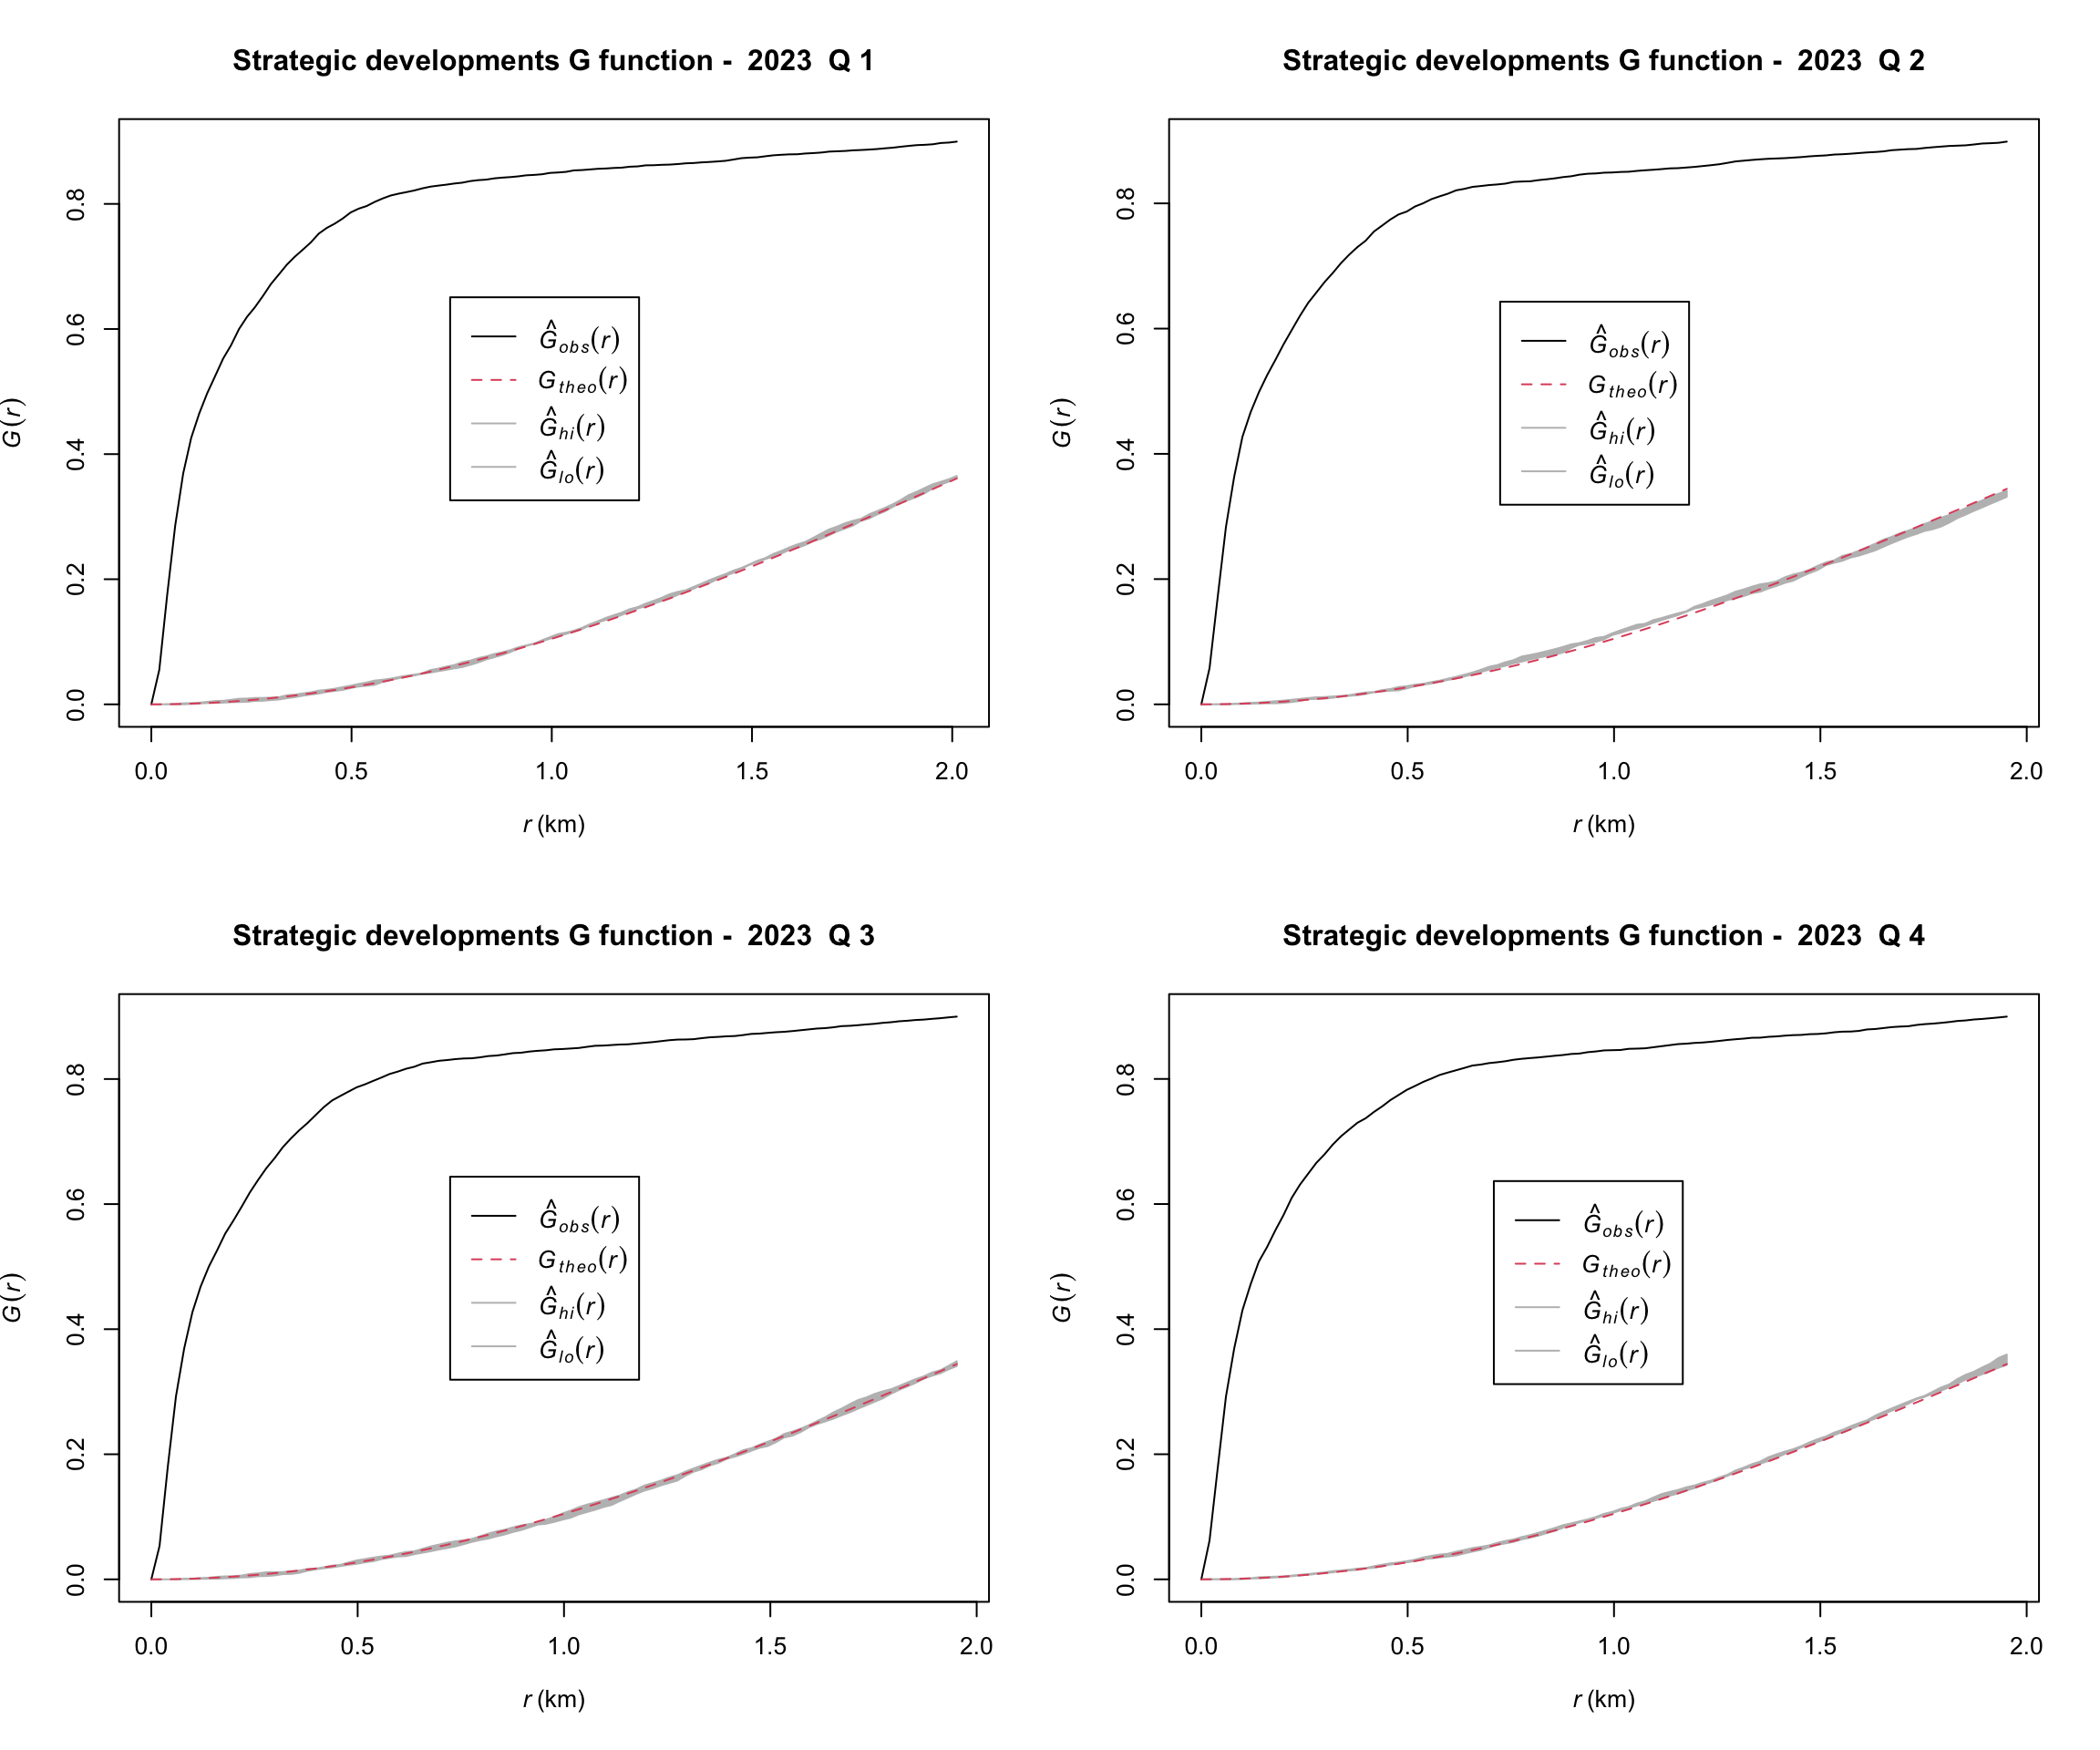 Strategic developments G function -  2023  Q 1
G(r)
0.8
0.6
0.4
0.2
0.0
Ĝobs(r)
Gtheo(r)
Ĝhi(r)
Ĝlo(r)
0.0 0.5 1.0 1.5 2.0
r (km)
Strategic developments G function -  2023  Q 2
G(r)
0.8
0.6
0.4
0.2
0.0
Ĝobs(r)
Gtheo(r)
Ĝhi(r)
Ĝlo(r)
0.0 0.5 1.0 1.5 2.0
r (km)
Strategic developments G function -  2023  Q 3
G(r)
0.8
0.6
0.4
0.2
0.0
Ĝobs(r)
Gtheo(r)
Ĝhi(r)
Ĝlo(r)
0.0 0.5 1.0 1.5 2.0
r (km)
Strategic developments G function -  2023  Q 4
G(r)
0.8
0.6
0.4
0.2
0.0
Ĝobs(r)
Gtheo(r)
Ĝhi(r)
Ĝlo(r)
0.0 0.5 1.0 1.5 2.0
r (km)